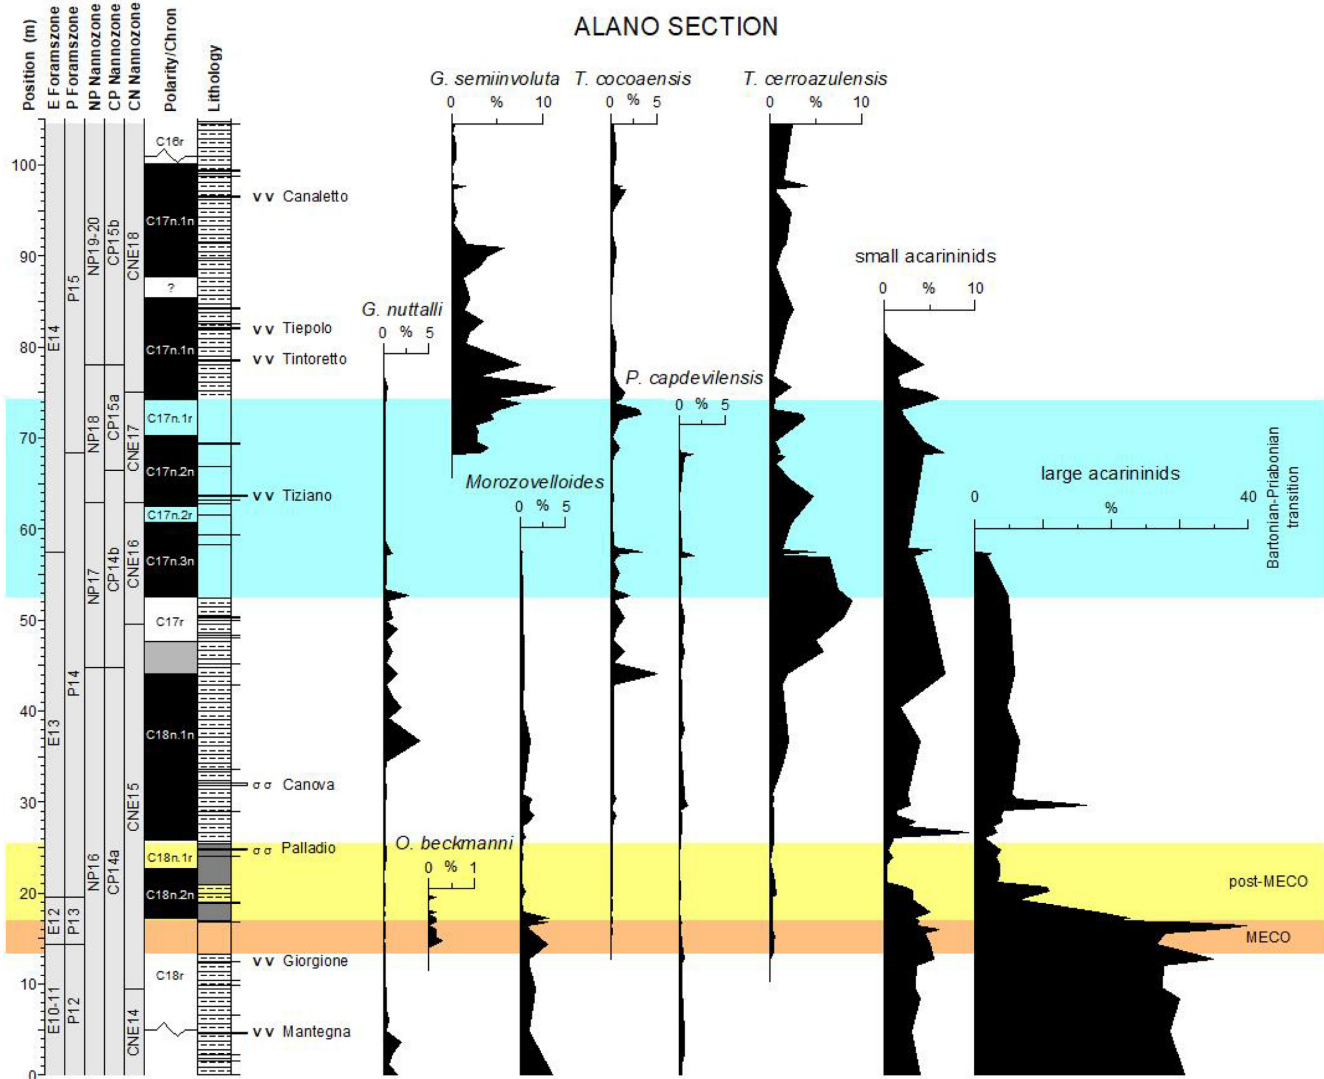 ALANO SECTION
Position (m)
E Foramszone
P Foramszone
NP Nannozone
CP Nannozone
CN Nannozone
Polarity/Chron
Lithology
G. semiinvoluta
0 % 10
T. cocoaensis
0 % 5
T. cerroazulensis
0 % 10
small acarininids
0 % 10
G. nuttalli
0 % 5
P. capdevilensis
0 % 5
Morozovelloides
0 % 5
large acarininids
0 % 40
O. beckmanni
0 % 1
100
90
80
70
60
50
40
30
20
10
0
E14
E13
E12
E10-11
P15
P14
P13
P12
NP19-20
NP18
NP17
NP16
CP15b
CP15a
CP14b
CP14a
CNE18
CNE17
CNE16
CNE15
CNE14
C16r
C17n.1n
?
C17n.1n
C17n.1r
C17n.2n
C17n.2r
C17n.3n
C17r
C18n.1n
C18n.1r
C18n.2n
C18r
v v Canaletto
v v Tiepolo
v v Tintoretto
v v Tiziano
σ σ Canova
σ σ Palladio
v v Giorgione
v v Mantegna
Bartonian-Priabonian
transition
post-MECO
MECO